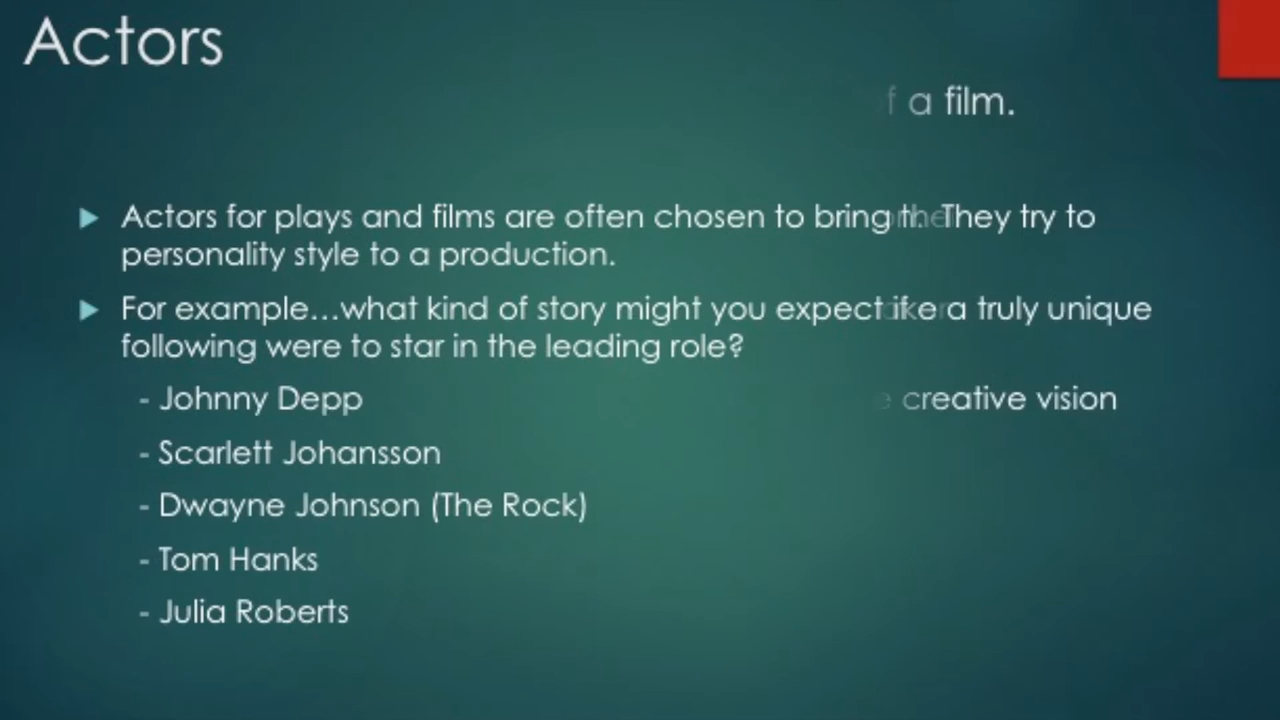 Actors
a film.
Actors for plays and films are often chosen to bring They try to
personality style to a production.
For example...what kind of story might you expect if a truly unique
following were to star in the leading role?
- Johnny Depp
creative vision
- Scarlett Johansson
- Dwayne Johnson (The Rock)
- Tom Hanks
- Julia Roberts